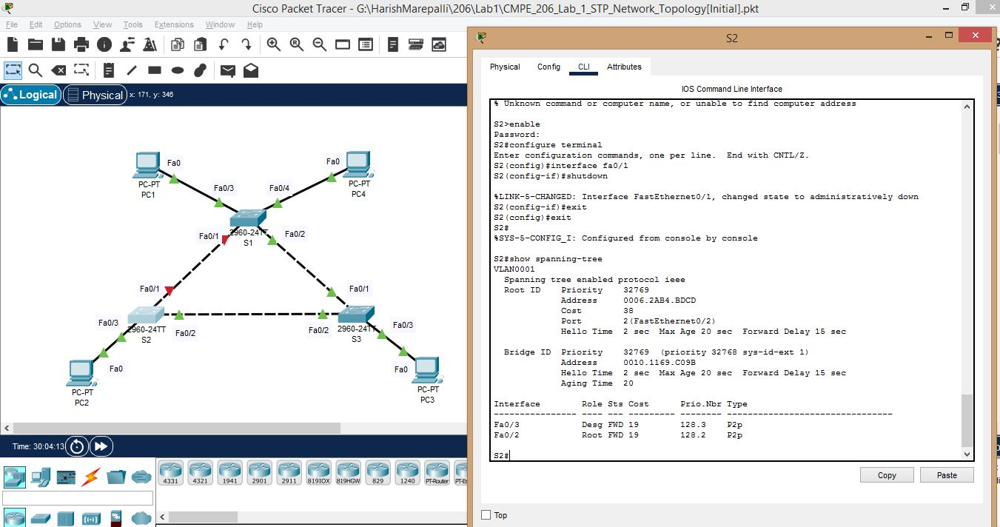 Cisco Packet Tracer - G:\HarishMarepalli\206\Lab1\CMPE_206_Lab_1_STP_Network_Topology[Initial].pkt
File Edit Options View Tools Extensions Window Help
Logical Physical x: 171, y: 346
Fa0
Fa0
PC-PT
PC1
PC-PT
PC4
Fa0/3
Fa0/4
2960-24TT
S1
Fa0/1
Fa0/2
Fa0/1
Fa0/1
2960-24TT
S2
Fa0/3
Fa0/2
Fa0/2
2960-24TT
S3
Fa0/3
Fa0
PC-PT
PC2
Fa0
PC-PT
PC3
Time: 30:04:13
4331 4321 1941 2901 2911 819IOX 819HGW 829 1240 PT-Router
S2
Physical Config CLI Attributes
IOS Command Line Interface
% Unknown command or computer name, or unable to find computer address
S2>enable
Password:
S2#configure terminal
Enter configuration commands, one per line.  End with CNTL/Z.
S2(config)#interface fa0/1
S2(config-if)#shutdown
%LINK-5-CHANGED: Interface FastEthernet0/1, changed state to administratively down
S2(config-if)#exit
S2(config)#exit
S2#
%SYS-5-CONFIG_I: Configured from console by console
S2#show spanning-tree
VLAN0001
Spanning tree enabled protocol ieee
Root ID Priority 32769
Address 0006.2AB4.BDCD
Cost 38
Port 2(FastEthernet0/2)
Hello Time 2 sec Max Age 20 sec Forward Delay 15 sec
Bridge ID Priority 32769 (priority 32768 sys-id-ext 1)
Address 0010.1169.C09B
Hello Time 2 sec Max Age 20 sec Forward Delay 15 sec
Aging Time 20
Interface Role Sts Cost Prio.Nbr Type
---------------- ---- --- --------- -------- --------------------------------
Fa0/3 Desg FWD 19 128.3 P2p
Fa0/2 Root FWD 19 128.2 P2p
S2#
Copy Paste
Top